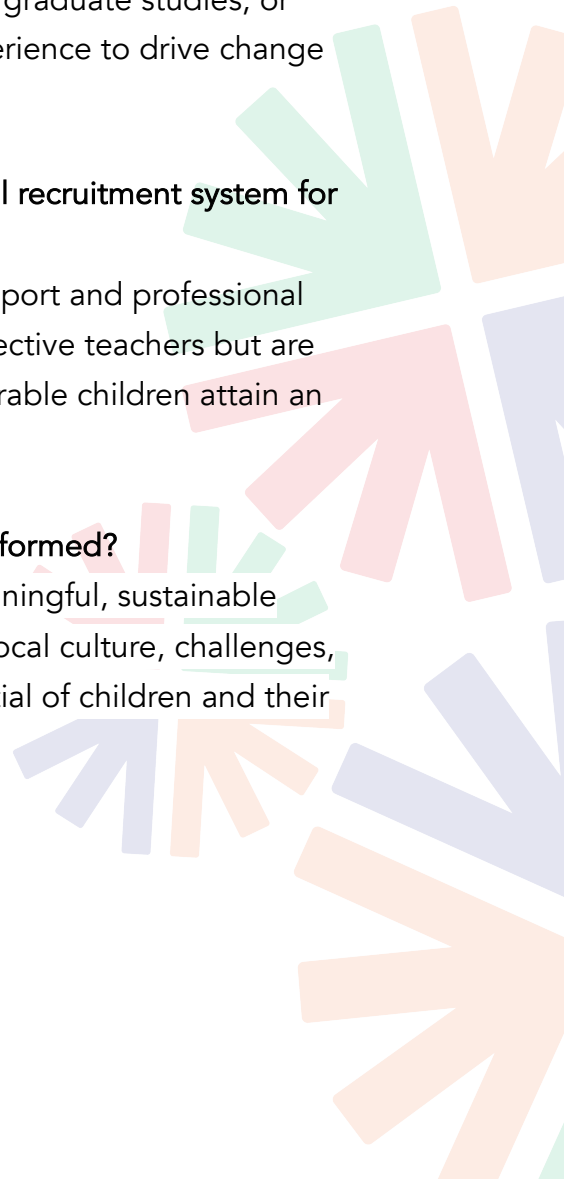 graduate studies, or
erience to drive change
l recruitment system for
port and professional
ective teachers but are
rable children attain an
formed?
ningful, sustainable
ocal culture, challenges,
ial of children and their